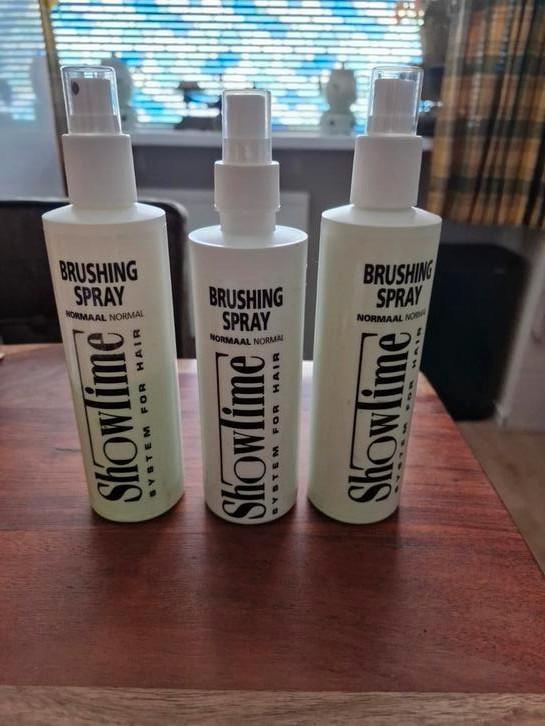 BRUSHING
SPRAY
NORMAAL NORMAL
Showtime
SYSTEM FOR HAIR
BRUSHING
SPRAY
NORMAAL NORMAL
Showtime
SYSTEM FOR HAIR
BRUSHING
SPRAY
NORMAAL NORMAL
Showtime
SYSTEM FOR HAIR